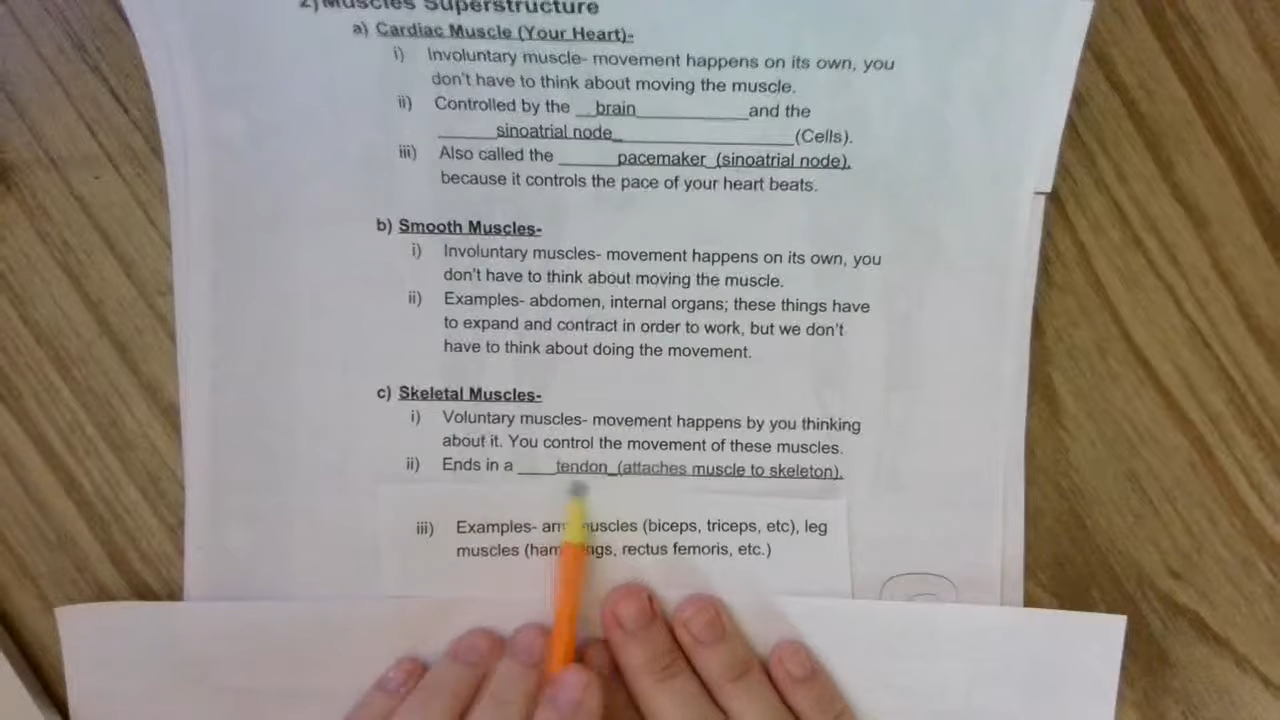 2) Muscles Superstructure
a) Cardiac Muscle (Your Heart)-
i) Involuntary muscle- movement happens on its own, you
don't have to think about moving the muscle.
ii) Controlled by the __brain__________and the
______sinoatrial node_________________(Cells).
iii) Also called the ______pacemaker (sinoatrial node),
because it controls the pace of your heart beats.
b) Smooth Muscles-
i) Involuntary muscles- movement happens on its own, you
don't have to think about moving the muscle.
ii) Examples- abdomen, internal organs; these things have
to expand and contract in order to work, but we don't
have to think about doing the movement.
c) Skeletal Muscles-
i) Voluntary muscles- movement happens by you thinking
about it. You control the movement of these muscles.
ii) Ends in a ____tendon (attaches muscle to skeleton).
iii) Examples- (biceps, triceps, etc), leg
muscles rectus femoris, etc.)